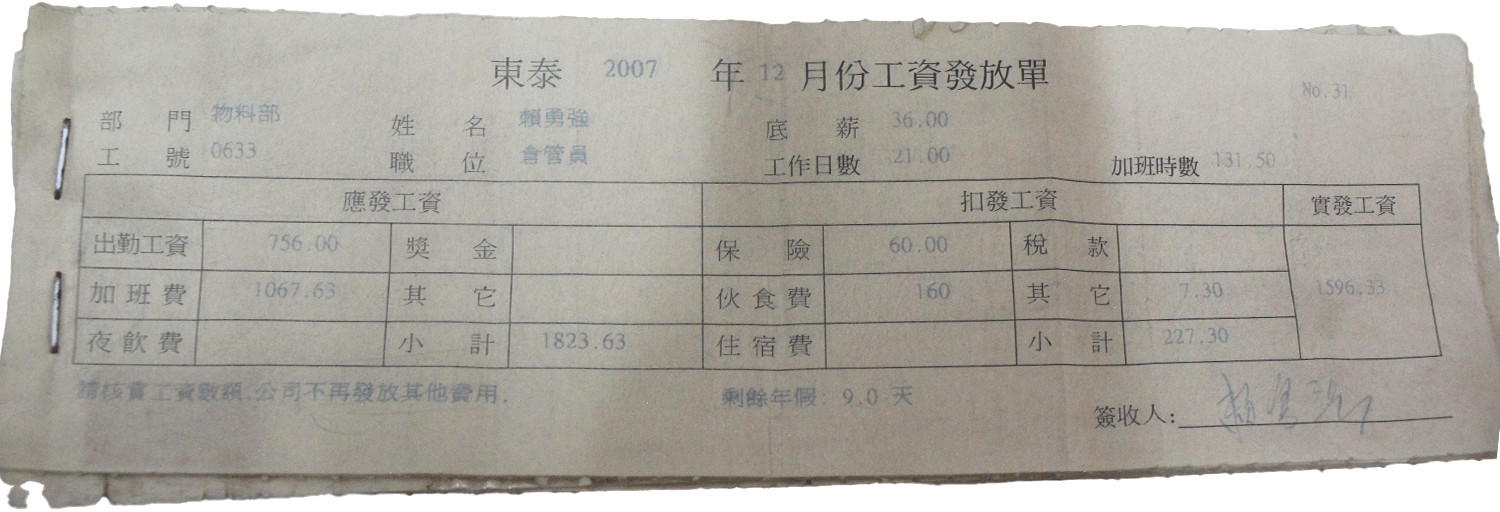 東泰 2007 年 12 月份工資發放單
No.31
部門 物料部 姓名 賴勇強 底薪 36.00
工號 0633 職位 倉管員 工作日數 21.00 加班時數 131.50
應發工資 扣發工資 實發工資
出勤工資 756.00 獎金 保險 60.00 稅款
加班費 1067.63 其它 伙食費 160 其它 7.30 1596.33
夜飲費 小計 1823.63 住宿費 小計 227.30
請核實工資數額,公司不再發放其他費用. 剩餘年假: 9.0 天
簽收人: 賴勇強